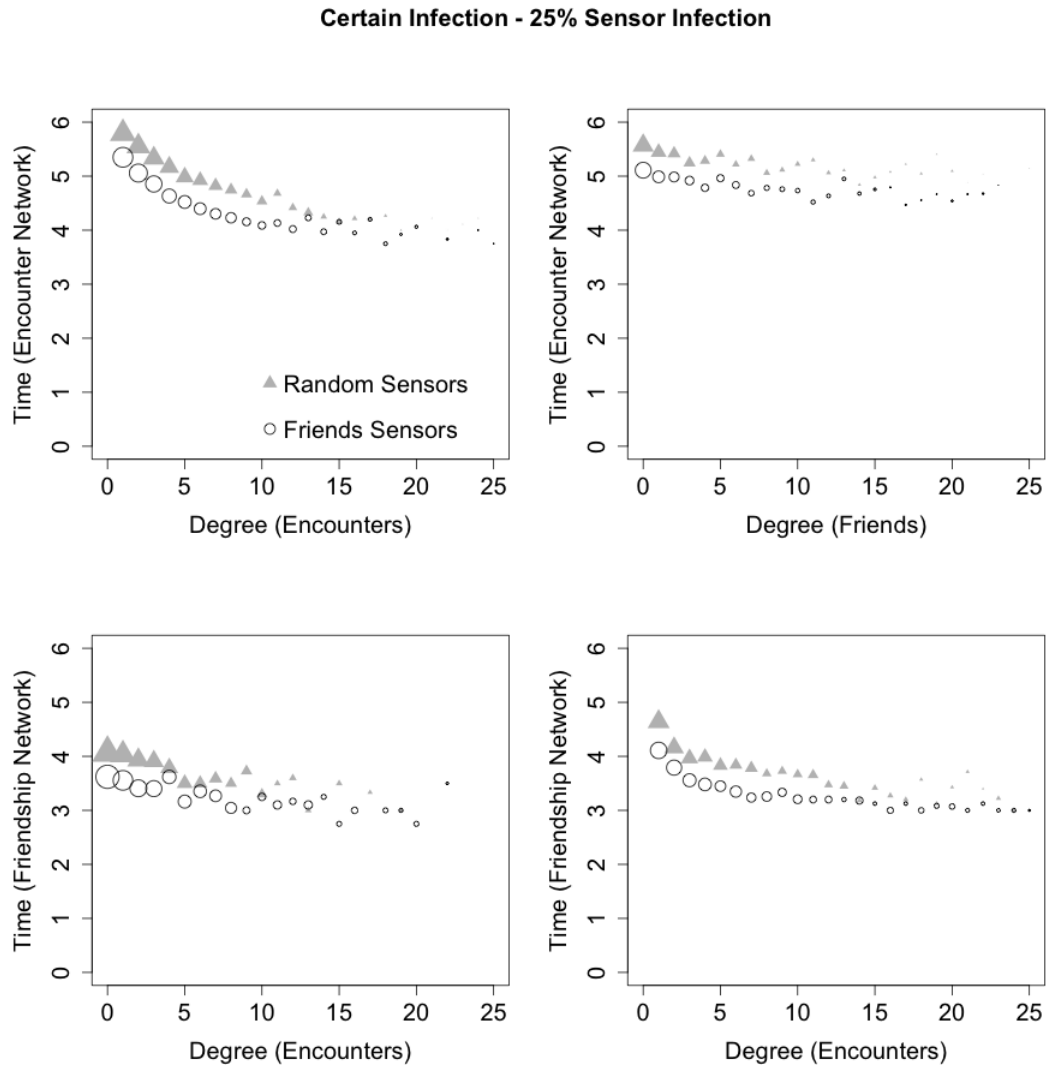 Certain Infection - 25% Sensor Infection
Time (Encounter Network)
0 1 2 3 4 5 6
Random Sensors
Friends Sensors
0 5 10 15 20 25
Degree (Encounters)
Time (Encounter Network)
0 1 2 3 4 5 6
0 5 10 15 20 25
Degree (Friends)
Time (Friendship Network)
0 1 2 3 4 5 6
0 5 10 15 20 25
Degree (Encounters)
Time (Friendship Network)
0 1 2 3 4 5 6
0 5 10 15 20 25
Degree (Encounters)